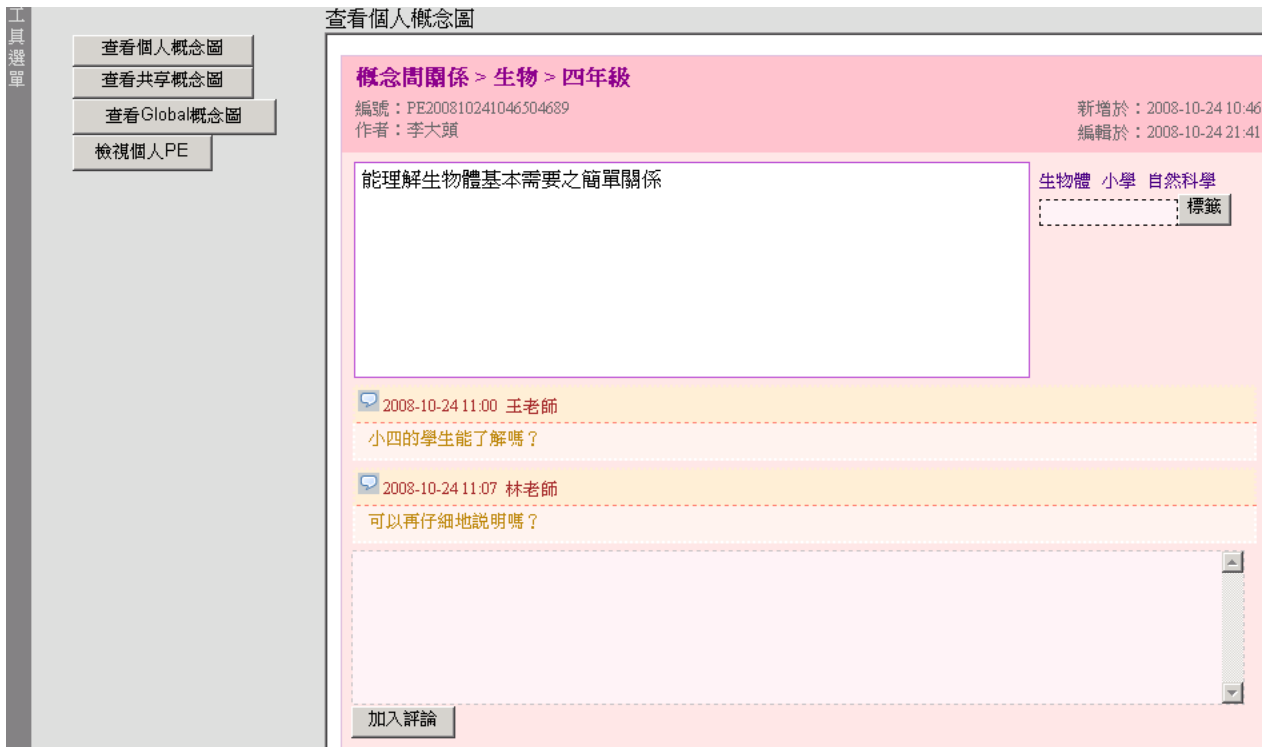 工具選單
查看個人概念圖
查看共享概念圖
查看Global概念圖
檢視個人PE
查看個人概念圖
概念間關係 > 生物 > 四年級
編號：PE200810241046504689
新增於：2008-10-24 10:46
作者：李大頭
編輯於：2008-10-24 21:41
能理解生物體基本需要之簡單關係
生物體 小學 自然科學
標籤
2008-10-24 11:00 王老師
小四的學生能了解嗎？
2008-10-24 11:07 林老師
可以再仔細地說明嗎？
加入評論